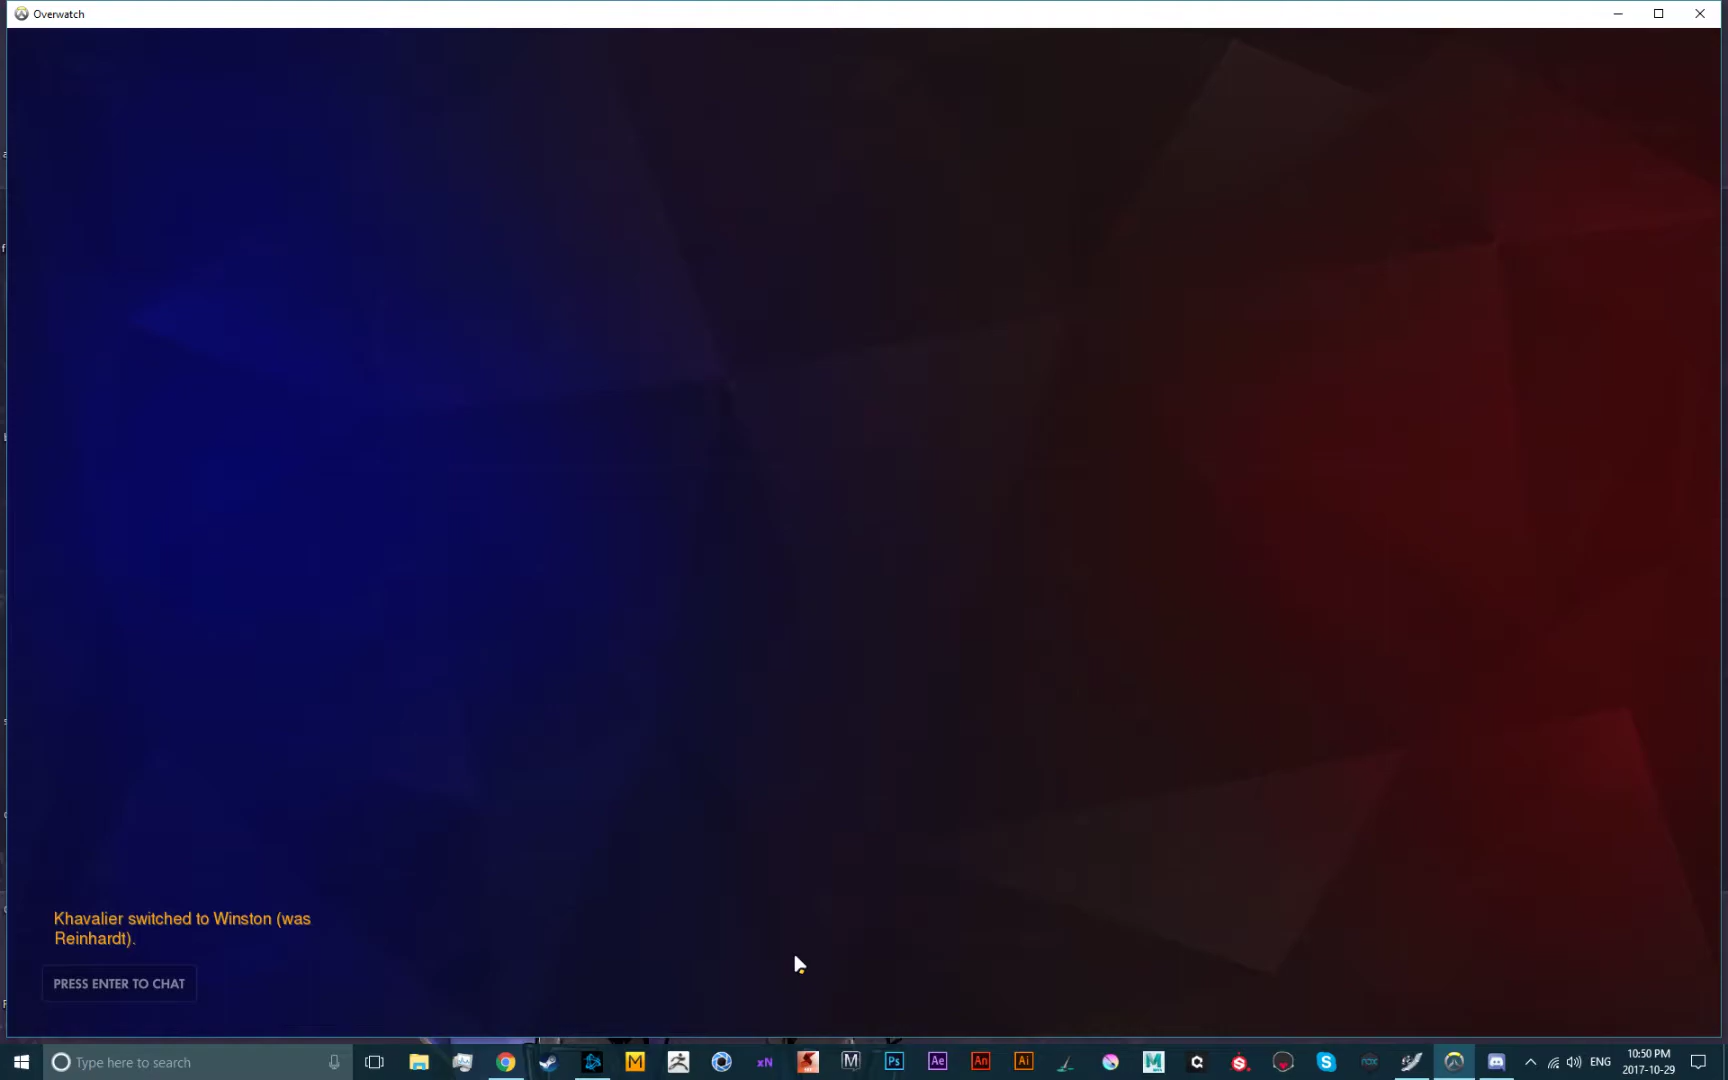 Overwatch
Khavalier switched to Winston (was
Reinhardt).
PRESS ENTER TO CHAT
Type here to search
M
xN
M
Ps
Ae
An
Ai
M
ENG
10:50 PM
2017-10-29